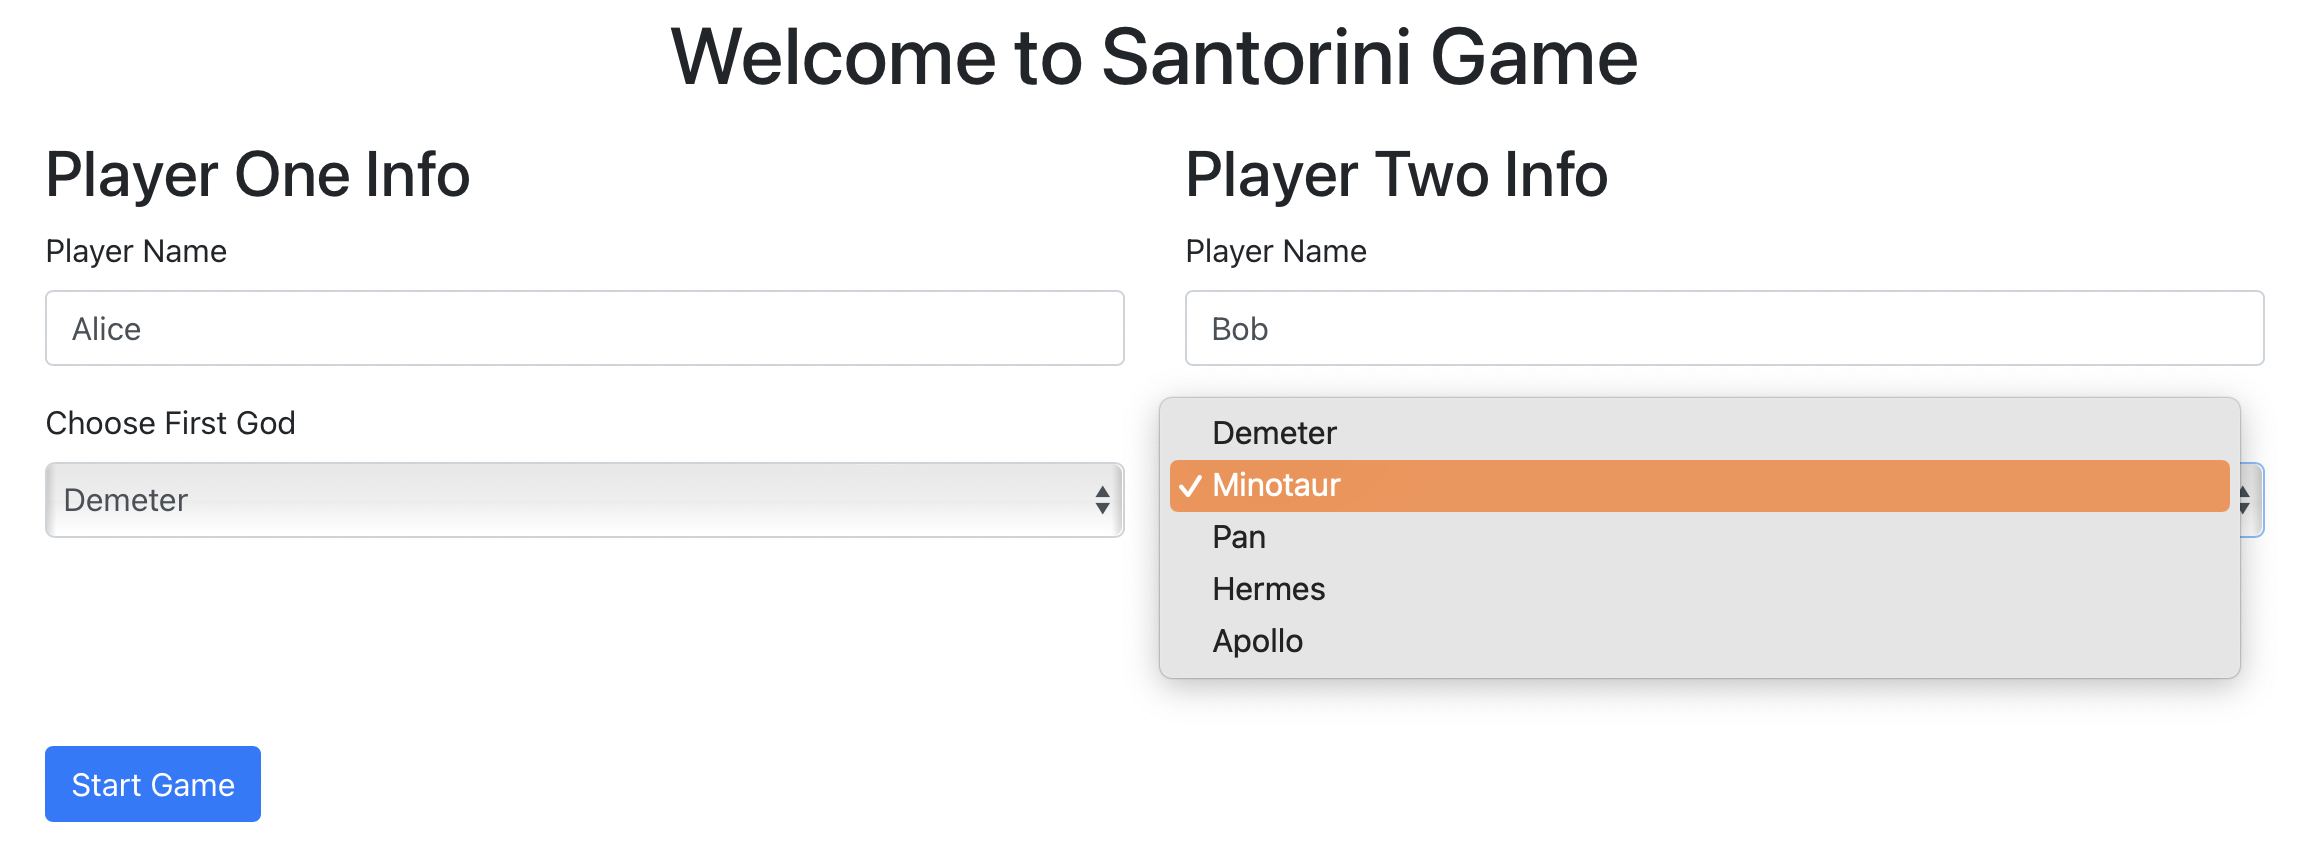 Welcome to Santorini Game
Player One Info
Player Name
Alice
Choose First God
Demeter
Player Two Info
Player Name
Bob
Demeter
✓ Minotaur
Pan
Hermes
Apollo
Start Game